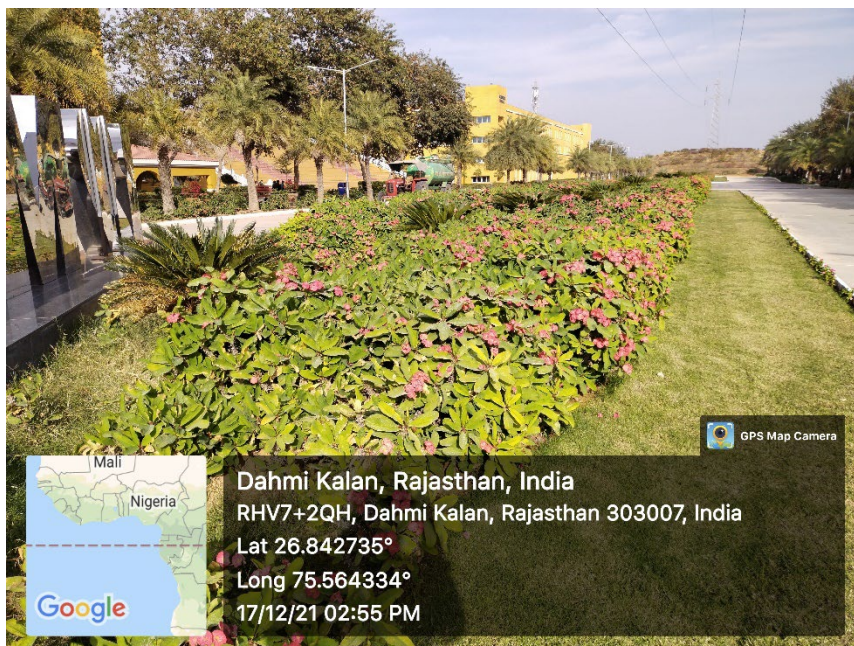 GPS Map Camera
Mali
Nigeria
Google
Dahmi Kalan, Rajasthan, India
RHV7+2QH, Dahmi Kalan, Rajasthan 303007, India
Lat 26.842735°
Long 75.564334°
17/12/21 02:55 PM